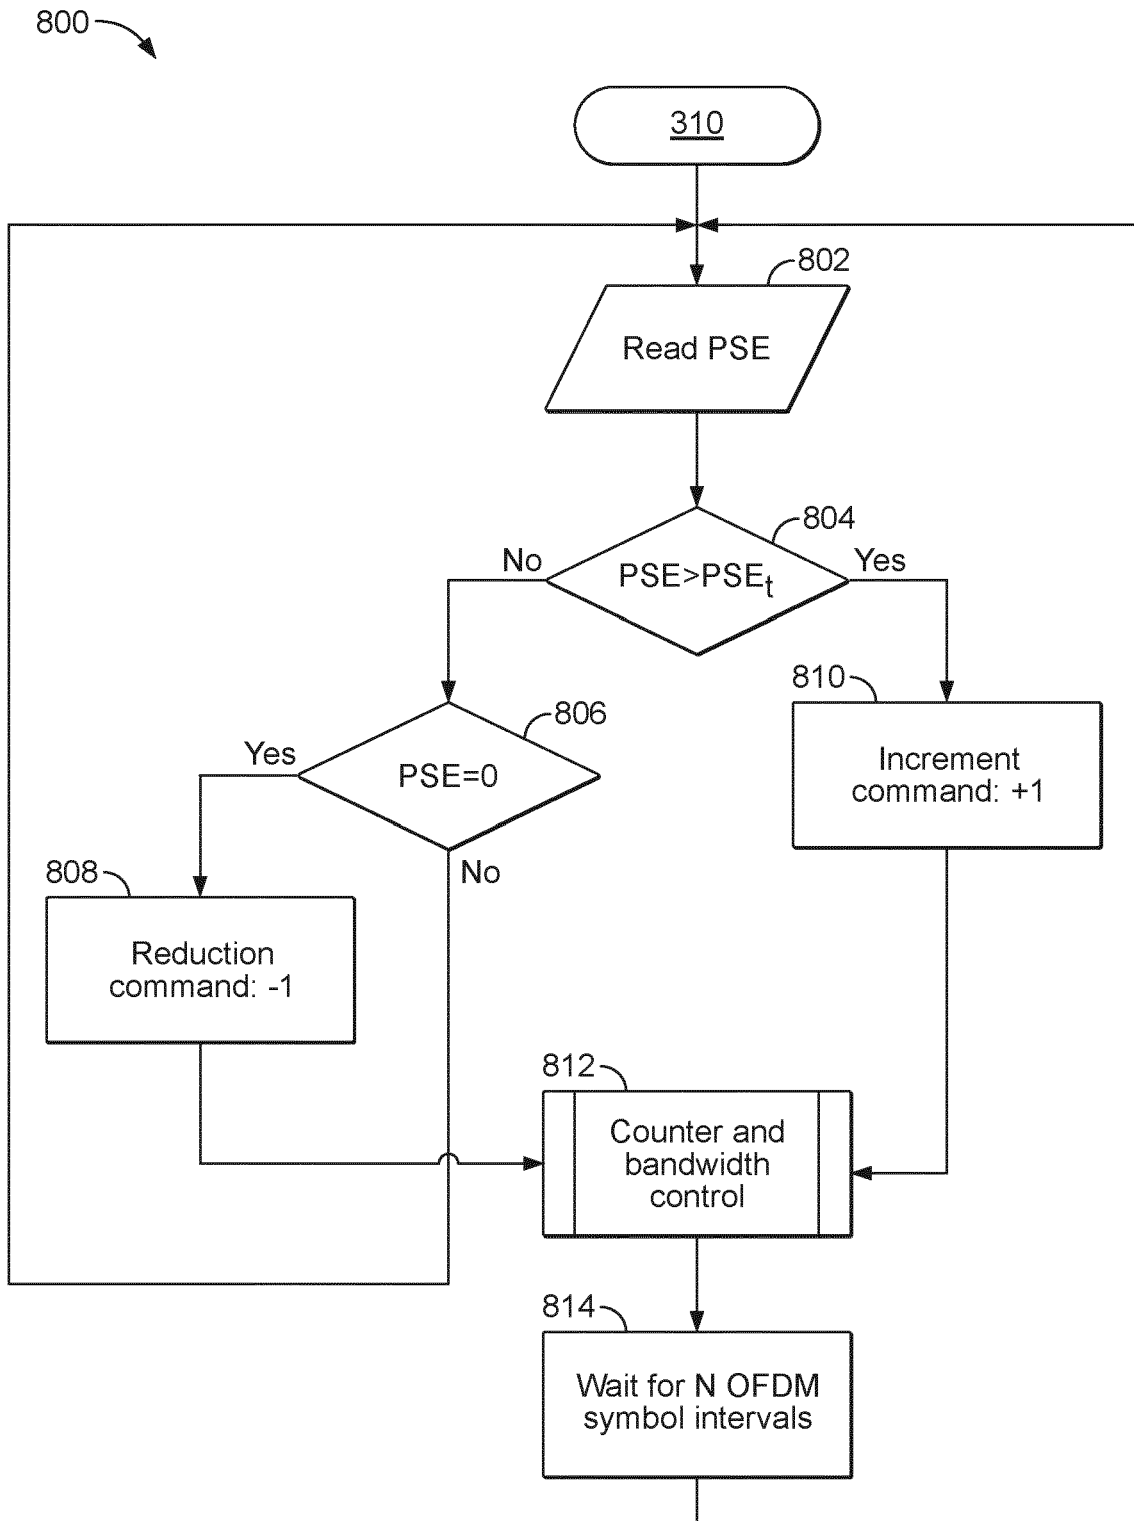 800
310
802
Read PSE
804
No
PSE>PSEt
Yes
810
806
Yes
PSE=0
Increment
command: +1
808
No
Reduction
command: -1
812
Counter and
bandwidth
control
814
Wait for N OFDM
symbol intervals